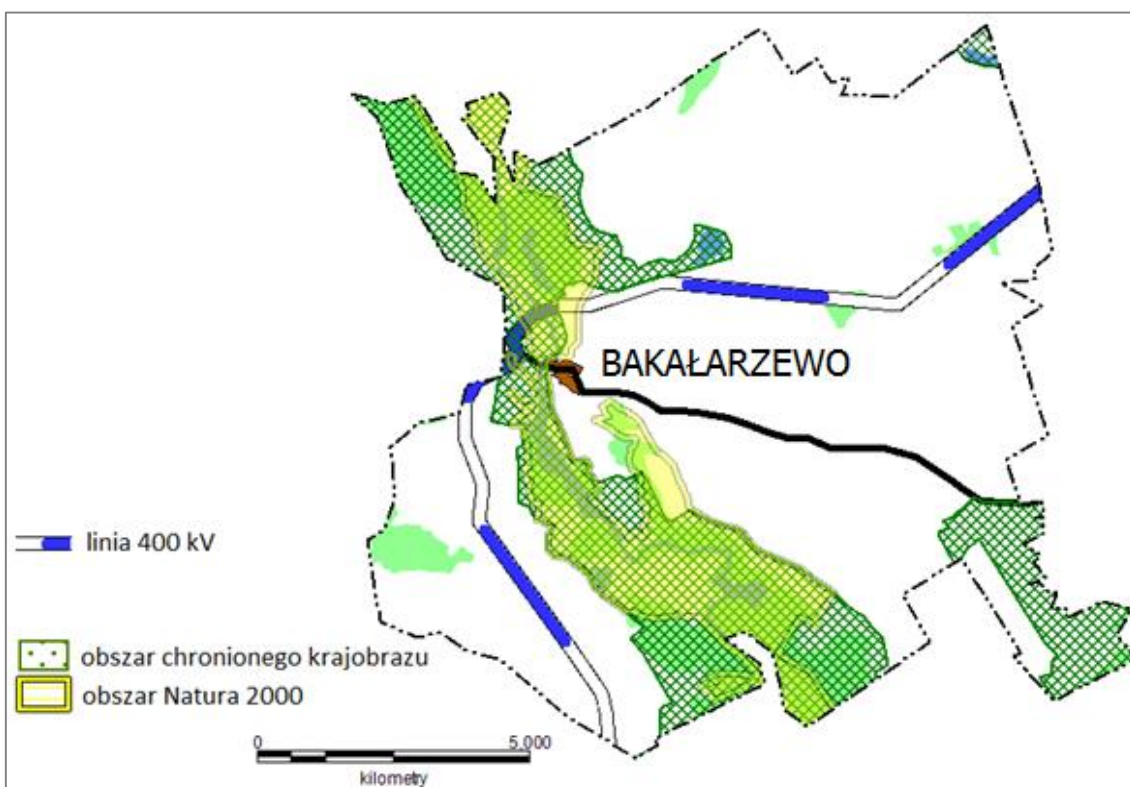 BAKAŁARZEWO
linia 400 kV
obszar chronionego krajobrazu
obszar Natura 2000
0 5,000
kilometry